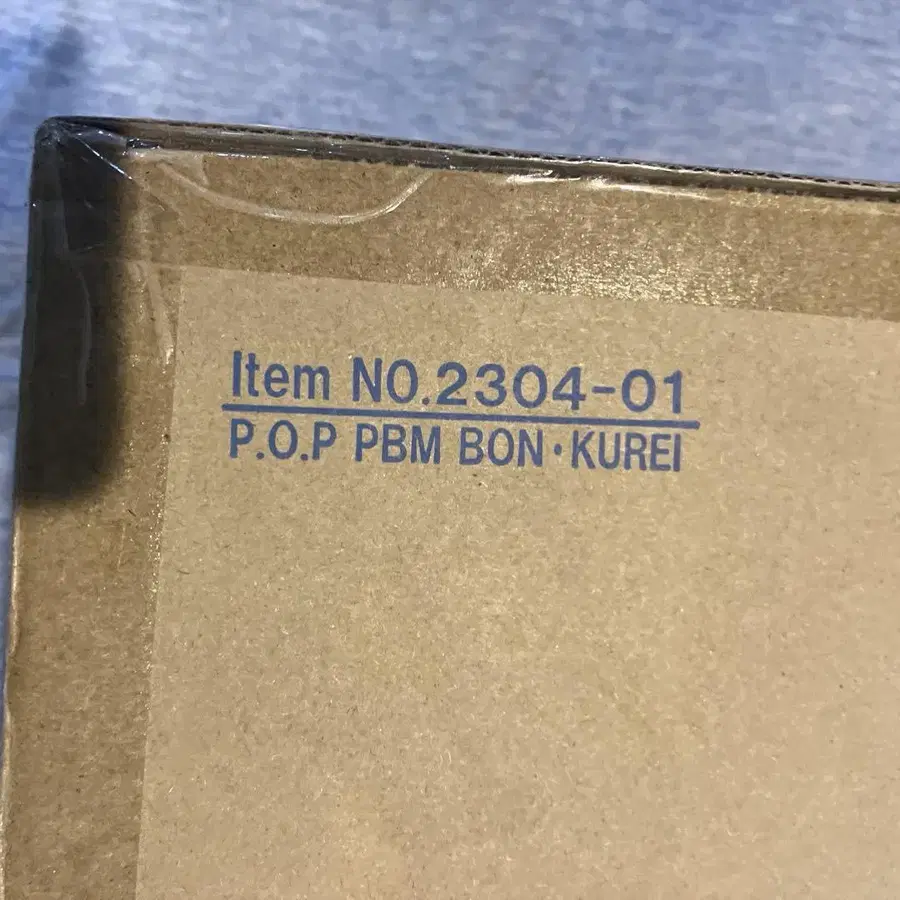 Item NO.2304-01
P.O.P PBM BON・KUREI